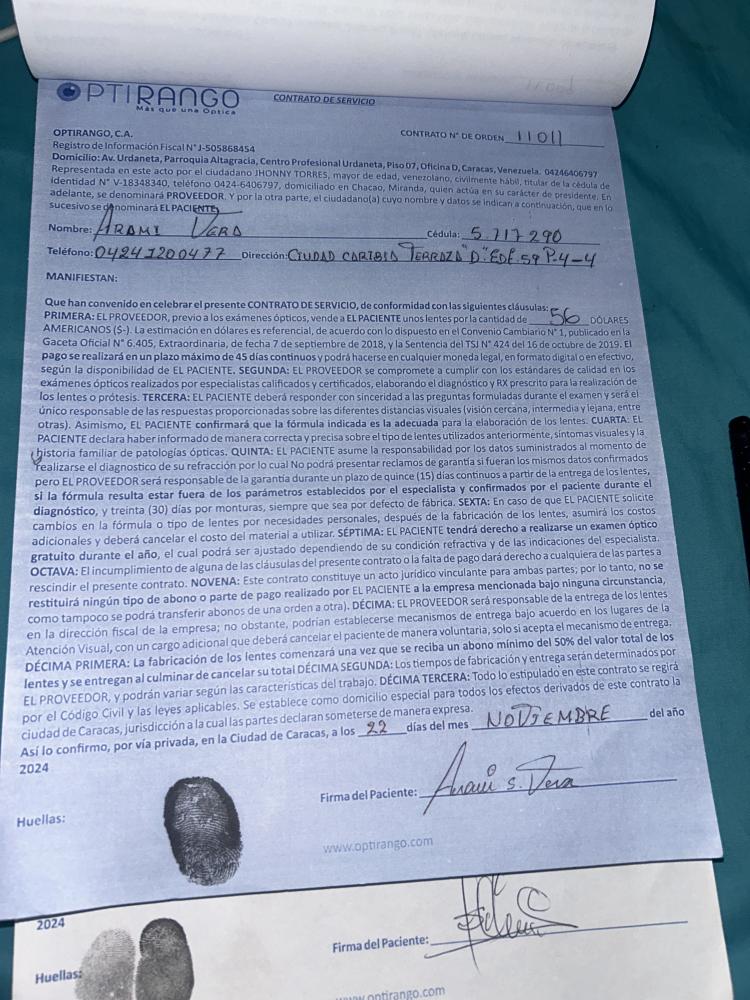 OPTIRANGO
Más que una Optica
CONTRATO DE SERVICIO
CONTRATO N° DE ORDEN 11011
OPTIRANGO, C.A.
Registro de Información Fiscal N° J-505868454
Domicilio: Av. Urdaneta, Parroquia Altagracia, Centro Profesional Urdaneta, Piso 07, Oficina D, Caracas, Venezuela. 04246406797
Representada en este acto por el ciudadano JHONNY TORRES, mayor de edad, venezolano, civilmente hábil, titular de la cédula de
identidad N° V-18348340, teléfono 0424-6406797, domiciliado en Chacao, Miranda, quien actúa en su carácter de presidente. En
adelante, se denominará PROVEEDOR. Y por la otra parte, el ciudadano(a) cuyo nombre y datos se indican a continuación, que en lo
sucesivo se denominará EL PACIENTE,
Nombre: ARAMI VERA Cédula: 5.717290
Teléfono: 04241200477 Dirección: CIUDAD CARIBIA TERRAZA "D" EDF. 59 P-4-4
MANIFIESTAN:
Que han convenido en celebrar el presente CONTRATO DE SERVICIO, de conformidad con las siguientes cláusulas:
PRIMERA: EL PROVEEDOR, previo a los exámenes ópticos, vende a EL PACIENTE unos lentes por la cantidad de 56 DÓLARES
AMERICANOS ($-). La estimación en dólares es referencial, de acuerdo con lo dispuesto en el Convenio Cambiario N° 1, publicado en la
Gaceta Oficial N° 6.405, Extraordinaria, de fecha 7 de septiembre de 2018, y la Sentencia del TSJ N° 424 del 16 de octubre de 2019. El
pago se realizará en un plazo máximo de 45 días continuos y podrá hacerse en cualquier moneda legal, en formato digital o en efectivo,
según la disponibilidad de EL PACIENTE. SEGUNDA: EL PROVEEDOR se compromete a cumplir con los estándares de calidad en los
exámenes ópticos realizados por especialistas calificados y certificados, elaborando el diagnóstico y RX prescrito para la realización de
los lentes o prótesis. TERCERA: EL PACIENTE deberá responder con sinceridad a las preguntas formuladas durante el examen y será el
único responsable de las respuestas proporcionadas sobre las diferentes distancias visuales (visión cercana, intermedia y lejana, entre
otras). Asimismo, EL PACIENTE confirmará que la fórmula indicada es la adecuada para la elaboración de los lentes. CUARTA: EL
PACIENTE declara haber informado de manera correcta y precisa sobre el tipo de lentes utilizados anteriormente, síntomas visuales y la
historia familiar de patologías ópticas. QUINTA: EL PACIENTE asume la responsabilidad por los datos suministrados al momento de
realizarse el diagnostico de su refracción por lo cual No podrá presentar reclamos de garantía si fueran los mismos datos confirmados
pero EL PROVEEDOR será responsable de la garantía durante un plazo de quince (15) días continuos a partir de la entrega de los lentes,
si la fórmula resulta estar fuera de los parámetros establecidos por el especialista y confirmados por el paciente durante el
diagnóstico, y treinta (30) días por monturas, siempre que sea por defecto de fábrica. SEXTA: En caso de que EL PACIENTE solicite
cambios en la fórmula o tipo de lentes por necesidades personales, después de la fabricación de los lentes, asumirá los costos
adicionales y deberá cancelar el costo del material a utilizar. SÉPTIMA: EL PACIENTE tendrá derecho a realizarse un examen óptico
gratuito durante el año, el cual podrá ser ajustado dependiendo de su condición refractiva y de las indicaciones del especialista.
OCTAVA: El incumplimiento de alguna de las cláusulas del presente contrato o la falta de pago dará derecho a cualquiera de las partes a
rescindir el presente contrato. NOVENA: Este contrato constituye un acto jurídico vinculante para ambas partes; por lo tanto, no se
restituirá ningún tipo de abono o parte de pago realizado por EL PACIENTE a la empresa mencionada bajo ninguna circunstancia,
como tampoco se podrá transferir abonos de una orden a otra). DÉCIMA: EL PROVEEDOR será responsable de la entrega de los lentes
en la dirección fiscal de la empresa; no obstante, podrían establecerse mecanismos de entrega bajo acuerdo en los lugares de la
Atención Visual, con un cargo adicional que deberá cancelar el paciente de manera voluntaria, solo si acepta el mecanismo de entrega.
DÉCIMA PRIMERA: La fabricación de los lentes comenzará una vez que se reciba un abono mínimo del 50% del valor total de los
lentes y se entregan al culminar de cancelar su total DÉCIMA SEGUNDA: Los tiempos de fabricación y entrega serán determinados por
EL PROVEEDOR, y podrán variar según las características del trabajo. DÉCIMA TERCERA: Todo lo estipulado en este contrato se regirá
por el Código Civil y las leyes aplicables. Se establece como domicilio especial para todos los efectos derivados de este contrato la
ciudad de Caracas, jurisdicción a la cual las partes declaran someterse de manera expresa.
Así lo confirmo, por vía privada, en la Ciudad de Caracas, a los 22 días del mes NOVIEMBRE del año
2024
Firma del Paciente: Arami S. Vera
Huellas:
www.optirango.com
2024
Firma del Paciente:
Huellas:
www.optirango.com